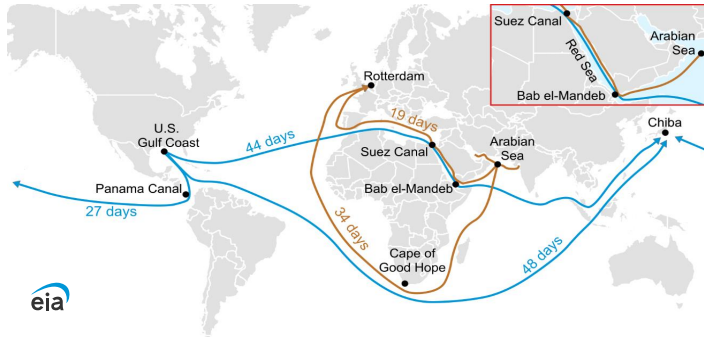 Suez Canal
Arabian
Sea
Red Sea
Bab el-Mandeb
Rotterdam
19 days
U.S.
Gulf Coast
44 days
Suez Canal
Arabian
Sea
Chiba
Panama Canal
Bab el-Mandeb
27 days
34 days
Cape of
Good Hope
48 days
eia